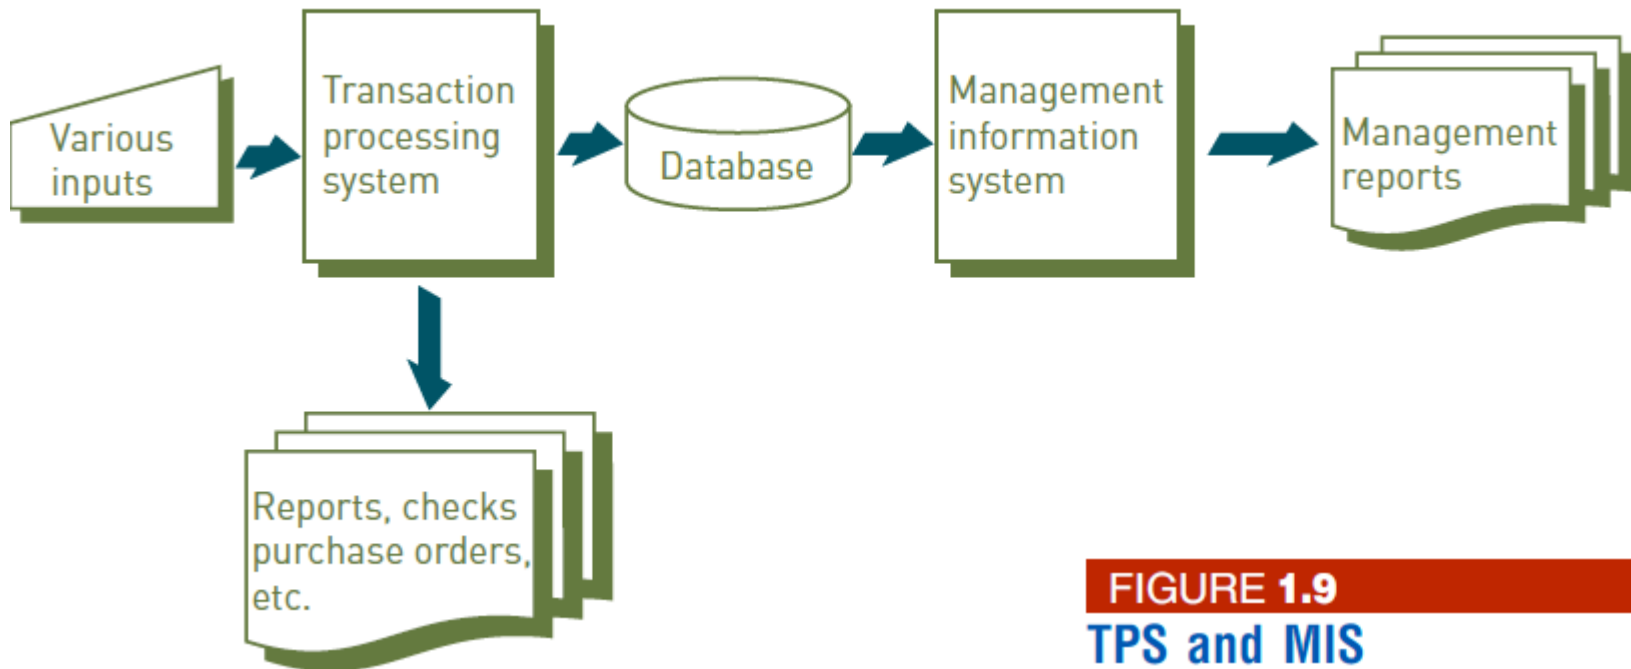 Various
inputs
Transaction
processing
system
Database
Management
information
system
Management
reports
Reports, checks
purchase orders,
etc.
FIGURE 1.9
TPS and MIS